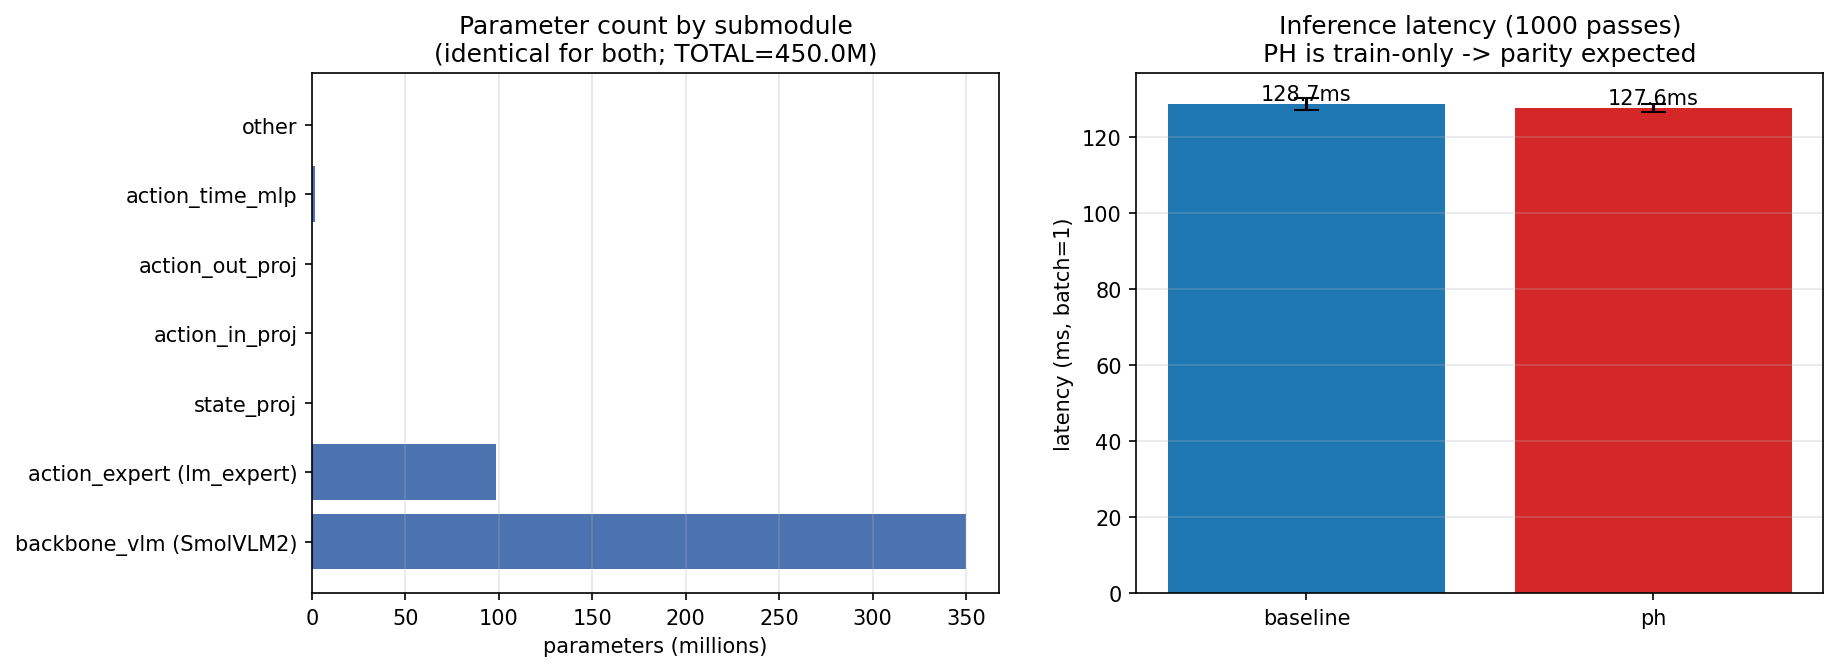 Parameter count by submodule
(identical for both; TOTAL=450.0M)
other
action_time_mlp
action_out_proj
action_in_proj
state_proj
action_expert (lm_expert)
backbone_vlm (SmolVLM2)
0 50 100 150 200 250 300 350
parameters (millions)
Inference latency (1000 passes)
PH is train-only -> parity expected
128.7ms
127.6ms
latency (ms, batch=1)
120
100
80
60
40
20
0
baseline
ph